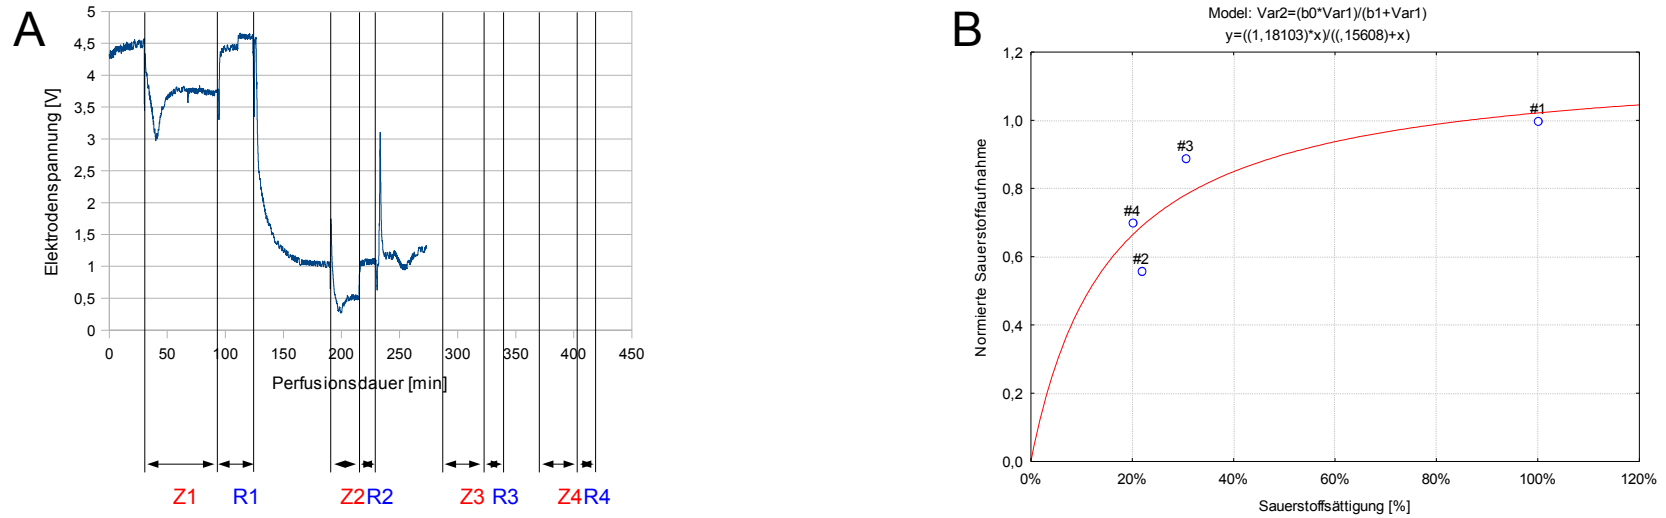 A
5
4,5
4
3,5
3
2,5
2
1,5
1
0,5
0
Elektrodenspannung [V]
0 50 100 150 200 250 300 350 400 450
Perfusionsdauer [min]
Z1 R1 Z2 R2 Z3 R3 Z4 R4
B
Model: Var2=(b0*Var1)/(b1+Var1)
y=((1,18103)*x)/((,15608)+x)
1,2
1,0
0,8
0,6
0,4
0,2
0,0
Normierte Sauerstoffaufnahme
#1
#3
#4
#2
0% 20% 40% 60% 80% 100% 120%
Sauerstoffsättigung [%]